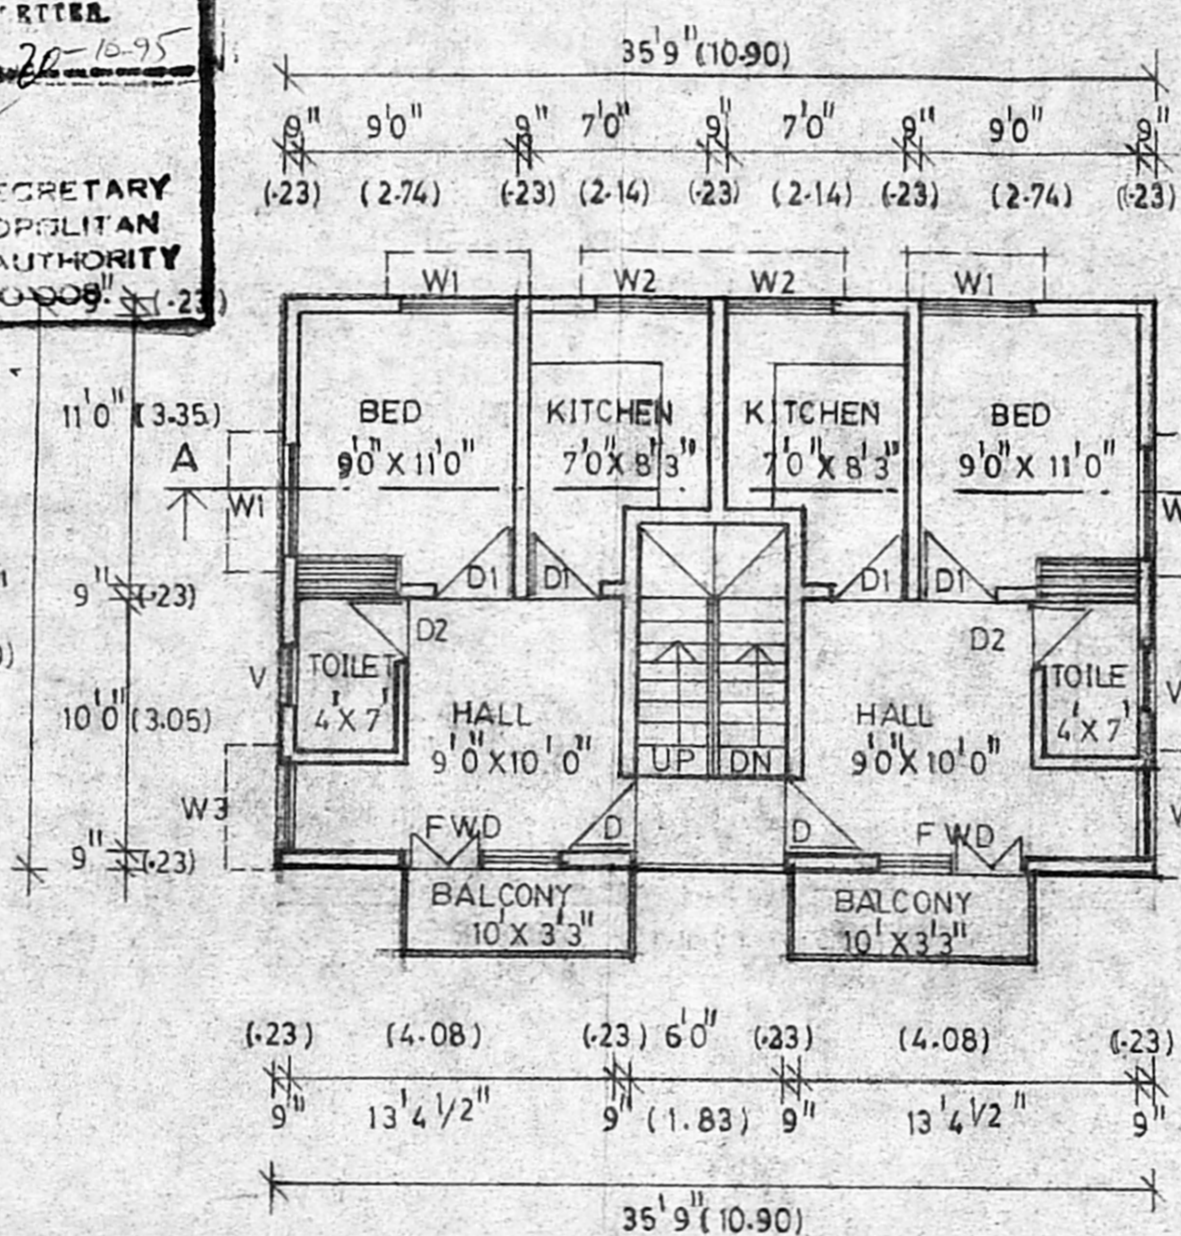 20-10-95
35'9"(10.90)
9" 9'0" 9" 7'0" 9" 7'0" 9" 9'0" 9"
(.23) (2.74) (.23) (2.14) (.23) (2.14) (.23) (2.74) (.23)
OPOLITAN
AUTHORITY
9" (.23)
W1 W2 W2 W1
11'0" (3.35)
BED KITCHEN KITCHEN BED
9'0" X 11'0" 7'0 X 8'3" 7'0" X 8'3" 9'0" X 11'0"
A
W1
D1 D1 D1 D1
9" (.23)
D2 D2
TOILET TOILE
V
4' X 7' 4' X 7'
10'0" (3.05)
HALL HALL
9'0" X 10'0" 9'0" X 10'0"
UP DN
W3
FWD D D FWD
9" (.23)
BALCONY BALCONY
10' X 3'3" 10' X 3'3"
(.23) (4.08) (.23) 6'0" (.23) (4.08) (.23)
9" 13'4 1/2" 9" (1.83) 9" 13'4 1/2" 9"
35'9"(10.90)